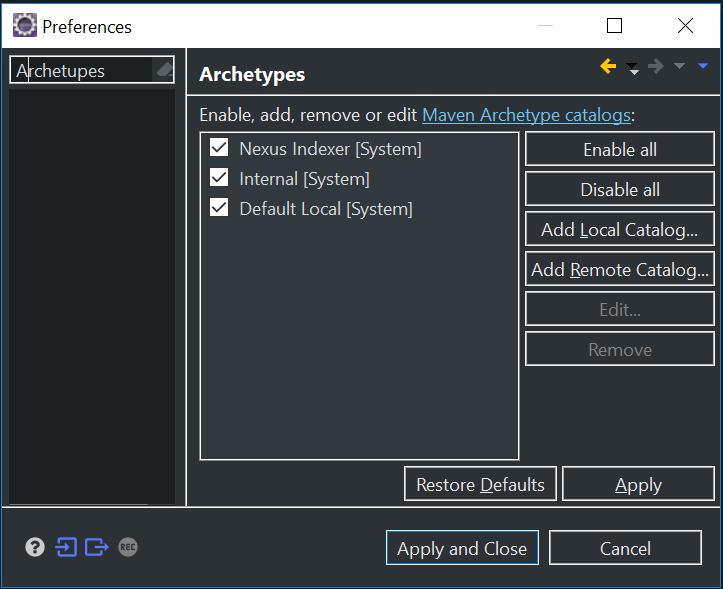 Preferences
Archetupes
Archetypes
Enable, add, remove or edit Maven Archetype catalogs:
Nexus Indexer [System]
Internal [System]
Default Local [System]
Enable all
Disable all
Add Local Catalog...
Add Remote Catalog...
Edit...
Remove
Restore Defaults
Apply
?
REC
Apply and Close
Cancel